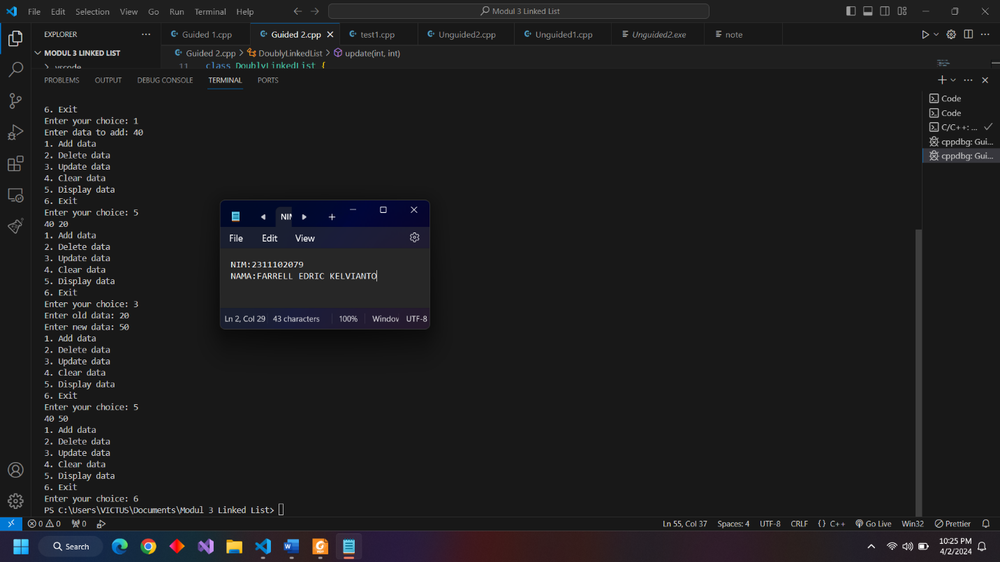 File Edit Selection View Go Run Terminal Help
Modul 3 Linked List
EXPLORER
Guided 1.cpp
Guided 2.cpp
test1.cpp
Unguided2.cpp
Unguided1.cpp
Unguided2.exe
note
MODUL 3 LINKED LIST
Guided 2.cpp > DoublyLinkedList > update(int, int)
.vscode
11 class DoublyLinkedList {
PROBLEMS OUTPUT DEBUG CONSOLE TERMINAL PORTS
6. Exit
Enter your choice: 1
Enter data to add: 40
1. Add data
2. Delete data
3. Update data
4. Clear data
5. Display data
6. Exit
Enter your choice: 5
40 20
1. Add data
2. Delete data
3. Update data
4. Clear data
5. Display data
6. Exit
Enter your choice: 3
Enter old data: 20
Enter new data: 50
1. Add data
2. Delete data
3. Update data
4. Clear data
5. Display data
6. Exit
Enter your choice: 5
40 50
1. Add data
2. Delete data
3. Update data
4. Clear data
5. Display data
6. Exit
Enter your choice: 6
PS C:\Users\VICTUS\Documents\Modul 3 Linked List>
Code
Code
C/C++: ...
cppdbg: Gui...
cppdbg: Gui...
NIM
File Edit View
NIM:2311102079
NAMA:FARRELL EDRIC KELVIANTO
Ln 2, Col 29 43 characters 100% Window UTF-8
0 0 0 Ln 55, Col 37 Spaces: 4 UTF-8 CRLF {} C++ Go Live Win32 Prettier
Search
10:25 PM
4/2/2024